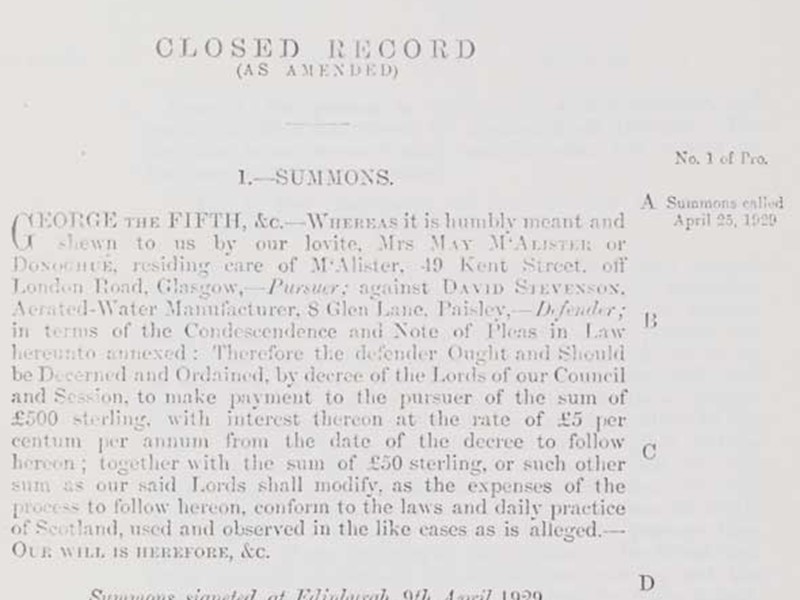 CLOSED RECORD
(AS AMENDED)
No. 1 of Pro.
1.—SUMMONS.
A Summons called
April 25, 1929
GEORGE THE FIFTH, &c.—WHEREAS it is humbly meant and
shewn to us by our lovite, MRS MAY M'ALISTER or
DONOGHUE, residing care of M'Alister, 49 Kent Street, off
London Road, Glasgow,—Pursuer; against DAVID STEVENSON,
Aerated-Water Manufacturer, 8 Glen Lane, Paisley,—Defender;
B
in terms of the Condescendence and Note of Pleas in Law
hereunto annexed: Therefore the defender Ought and Should
be Decerned and Ordained, by decree of the Lords of our Council
and Session, to make payment to the pursuer of the sum of
£500 sterling, with interest thereon at the rate of £5 per
centum per annum from the date of the decree to follow
C
hereon; together with the sum of £50 sterling, or such other
sum as our said Lords shall modify, as the expenses of the
process to follow hereon, conform to the laws and daily practice
of Scotland, used and observed in the like cases as is alleged.—
OUR WILL IS HEREFORE, &c.
D
Summons signeted at Edinburgh 9th April 1929